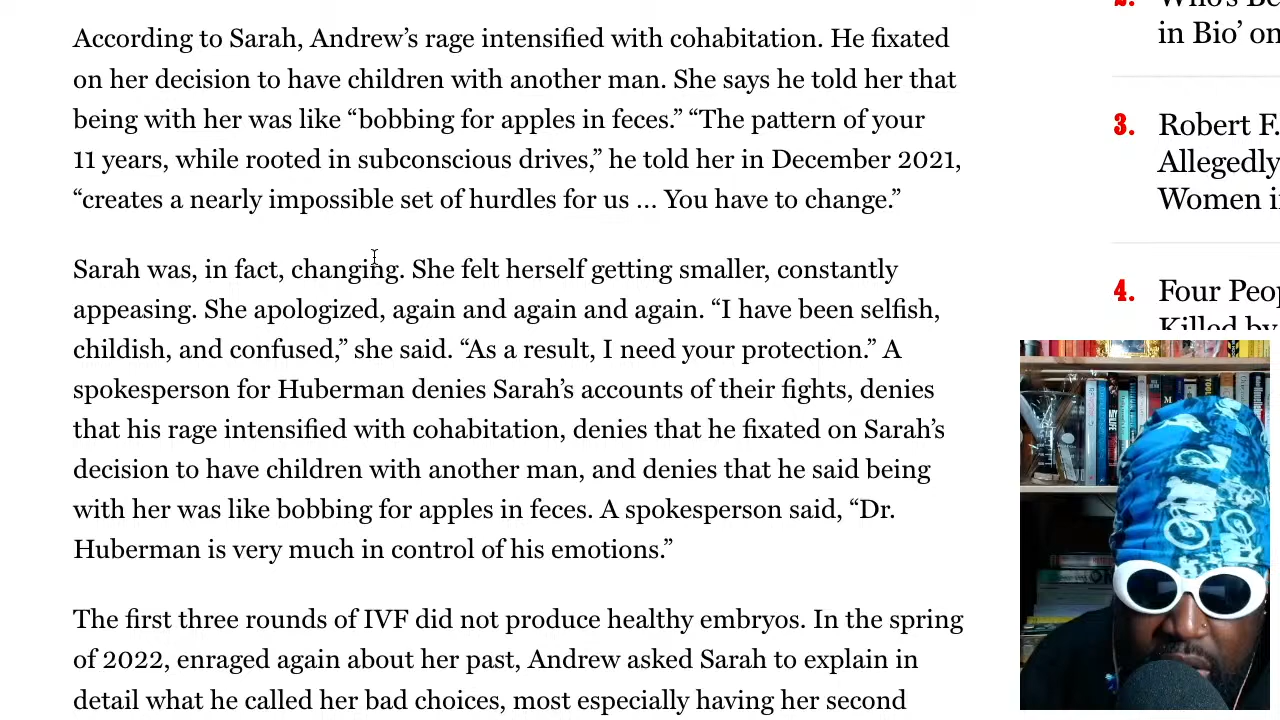 According to Sarah, Andrew’s rage intensified with cohabitation. He fixated
on her decision to have children with another man. She says he told her that
being with her was like “bobbing for apples in feces.” “The pattern of your
11 years, while rooted in subconscious drives,” he told her in December 2021,
“creates a nearly impossible set of hurdles for us … You have to change.”
Sarah was, in fact, changing. She felt herself getting smaller, constantly
appeasing. She apologized, again and again and again. “I have been selfish,
childish, and confused,” she said. “As a result, I need your protection.” A
spokesperson for Huberman denies Sarah’s accounts of their fights, denies
that his rage intensified with Cohabitation, denies that he fixated on Sarah’s
decision to have children with another man, and denies that he said being
with her was like bobbing for apples in feces. A spokesperson said, “Dr.
Huberman is very much in control of his emotions.”
The first three rounds of IVF did not produce healthy embryos. In the spring
of 2022, enraged again about her past, Andrew asked Sarah to explain in
detail what he called her bad choices, most especially having her second
2. Who’s Be
in Bio’ on
3. Robert F.
Allegedly
Women i
4. Four Peop
Killed by